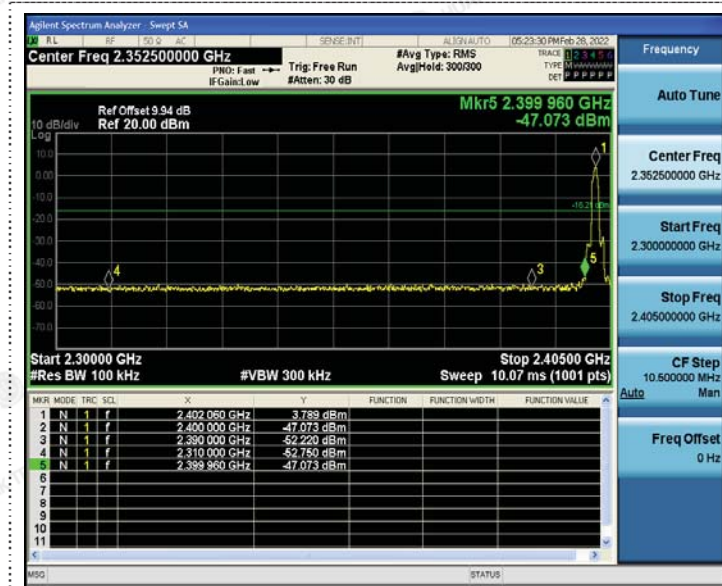 Agilent Spectrum Analyzer - Swept SA
RL RF 50 Ω AC SENSE:INT ALIGN AUTO 05:23:30 PM Feb 28, 2022
Center Freq 2.352500000 GHz
PNO: Fast
IFGain:Low
Trig: Free Run
#Atten: 30 dB
#Avg Type: RMS
Avg|Hold: 300/300
TRACE 1 2 3 4 5 6
TYPE M
DET P P P P P P
Ref Offset 9.94 dB
Ref 20.00 dBm
10 dB/div
Log
Mkr5 2.399 960 GHz
-47.073 dBm
10.0
0.00
-10.0
-20.0
-30.0
-40.0
-50.0
-60.0
-70.0
-16.21 dBm
1
4
3
5
Start 2.30000 GHz
Stop 2.40500 GHz
#Res BW 100 kHz
#VBW 300 kHz
Sweep 10.07 ms (1001 pts)
MKR MODE TRC SCL X Y FUNCTION FUNCTION WIDTH FUNCTION VALUE
1 N 1 f 2.402 060 GHz 3.789 dBm
2 N 1 f 2.400 000 GHz -47.073 dBm
3 N 1 f 2.390 000 GHz -52.220 dBm
4 N 1 f 2.310 000 GHz -52.750 dBm
5 N 1 f 2.399 960 GHz -47.073 dBm
6
7
8
9
10
11
MSG STATUS
Frequency
Auto Tune
Center Freq
2.352500000 GHz
Start Freq
2.300000000 GHz
Stop Freq
2.405000000 GHz
CF Step
10.500000 MHz
Auto Man
Freq Offset
0 Hz